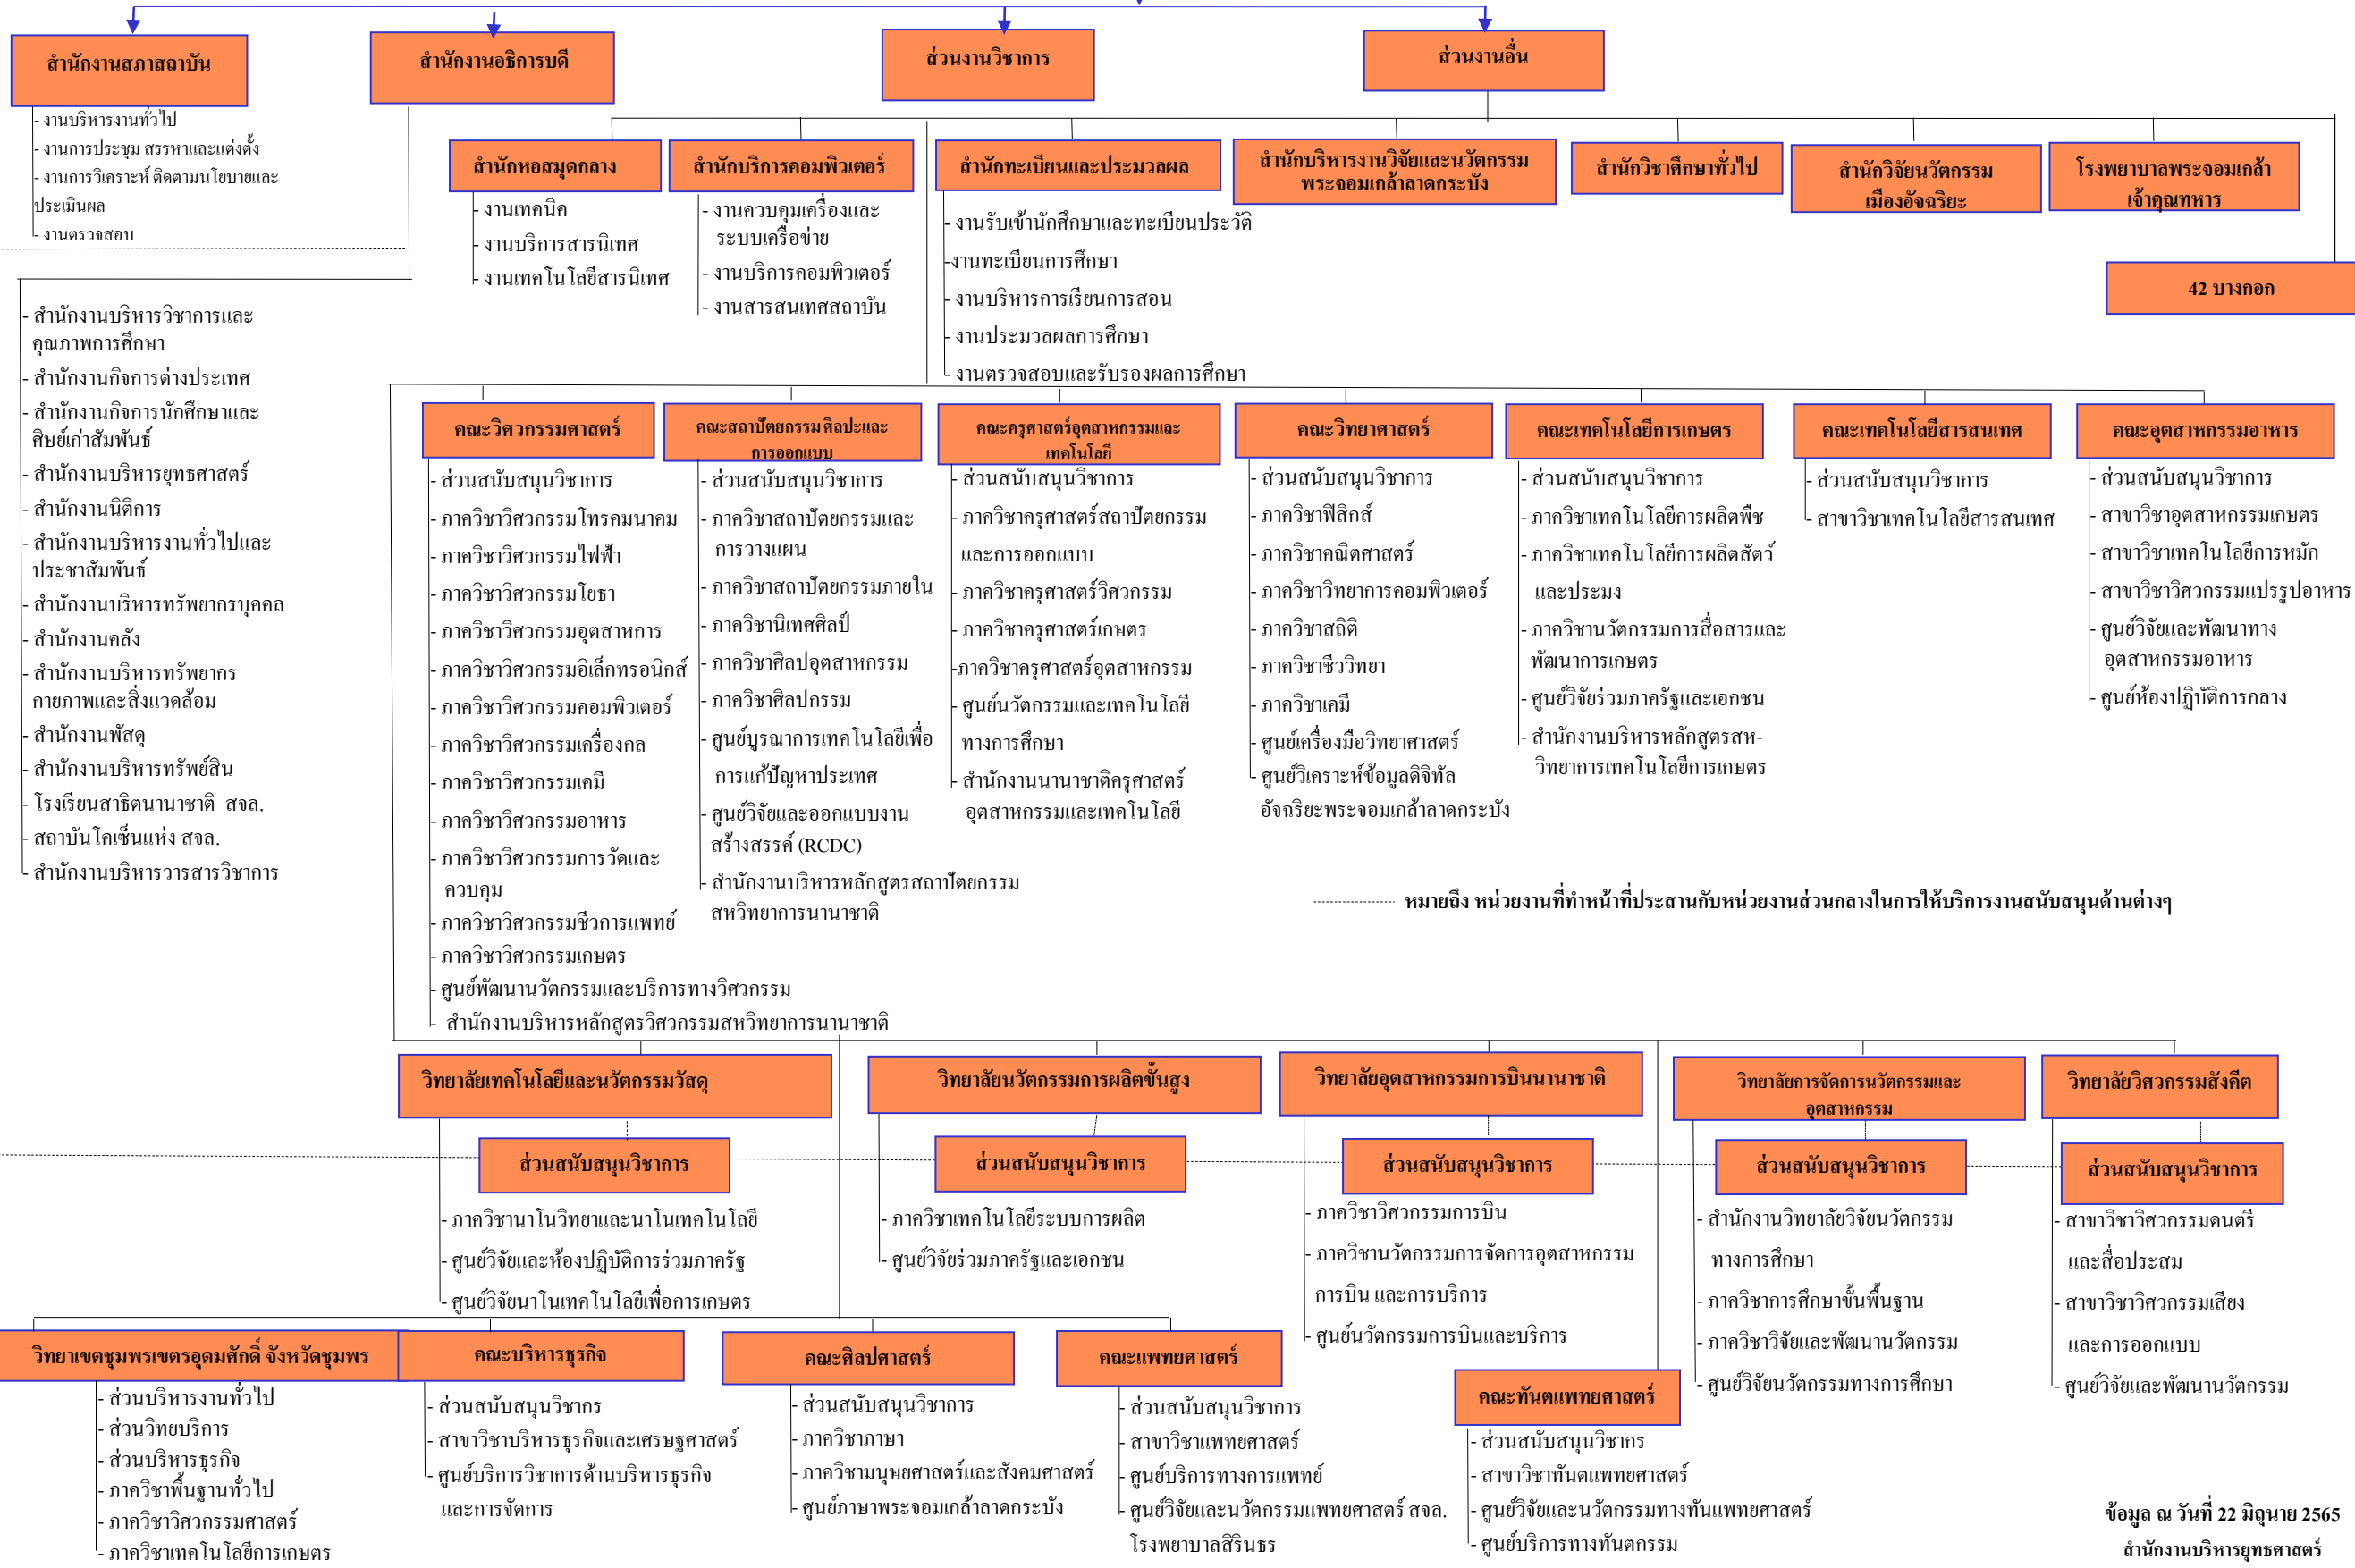 สำนักงานสภาสถาบัน
สำนักงานอธิการบดี
ส่วนงานวิชาการ
ส่วนงานอื่น
- งานบริหารงานทั่วไป
- งานการประชุม สรรหาและแต่งตั้ง
- งานการวิเคราะห์ ติดตามนโยบายและ
ประเมินผล
- งานตรวจสอบ
สำนักหอสมุดกลาง
- งานเทคนิค
- งานบริการสารนิเทศ
- งานเทคโนโลยีสารนิเทศ
สำนักบริการคอมพิวเตอร์
- งานควบคุมเครื่องและ
ระบบเครือข่าย
- งานบริการคอมพิวเตอร์
- งานสารสนเทศสถาบัน
สำนักทะเบียนและประมวลผล
- งานรับเข้านักศึกษาและทะเบียนประวัติ
-งานทะเบียนการศึกษา
- งานบริหารการเรียนการสอน
- งานประมวลผลการศึกษา
- งานตรวจสอบและรับรองผลการศึกษา
สำนักบริหารงานวิจัยและนวัตกรรม
พระจอมเกล้าลาดกระบัง
สำนักวิชาศึกษาทั่วไป
สำนักวิจัยนวัตกรรม
เมืองอัจฉริยะ
โรงพยาบาลพระจอมเกล้า
เจ้าคุณทหาร
42 บางกอก
- สำนักงานบริหารวิชาการและ
คุณภาพการศึกษา
- สำนักงานกิจการต่างประเทศ
- สำนักงานกิจการนักศึกษาและ
ศิษย์เก่าสัมพันธ์
- สำนักงานบริหารยุทธศาสตร์
- สำนักงานนิติการ
- สำนักงานบริหารงานทั่วไปและ
ประชาสัมพันธ์
- สำนักงานบริหารทรัพยากรบุคคล
- สำนักงานคลัง
- สำนักงานบริหารทรัพยากร
กายภาพและสิ่งแวดล้อม
- สำนักงานพัสดุ
- สำนักงานบริหารทรัพย์สิน
- โรงเรียนสาธิตนานาชาติ สจล.
- สถาบันโคเซ็นแห่ง สจล.
- สำนักงานบริหารวารสารวิชาการ
คณะวิศวกรรมศาสตร์
- ส่วนสนับสนุนวิชาการ
- ภาควิชาวิศวกรรมโทรคมนาคม
- ภาควิชาวิศวกรรมไฟฟ้า
- ภาควิชาวิศวกรรมโยธา
- ภาควิชาวิศวกรรมอุตสาหการ
- ภาควิชาวิศวกรรมอิเล็กทรอนิกส์
- ภาควิชาวิศวกรรมคอมพิวเตอร์
- ภาควิชาวิศวกรรมเครื่องกล
- ภาควิชาวิศวกรรมเคมี
- ภาควิชาวิศวกรรมอาหาร
- ภาควิชาวิศวกรรมการวัดและ
ควบคุม
- ภาควิชาวิศวกรรมชีวการแพทย์
- ภาควิชาวิศวกรรมเกษตร
- ศูนย์พัฒนานวัตกรรมและบริการทางวิศวกรรม
- สำนักงานบริหารหลักสูตรวิศวกรรมสหวิทยาการนานาชาติ
คณะสถาปัตยกรรม ศิลปะและ
การออกแบบ
- ส่วนสนับสนุนวิชาการ
- ภาควิชาสถาปัตยกรรมและ
การวางแผน
- ภาควิชาสถาปัตยกรรมภายใน
- ภาควิชานิเทศศิลป์
- ภาควิชาศิลปอุตสาหกรรม
- ภาควิชาศิลปกรรม
- ศูนย์บูรณาการเทคโนโลยีเพื่อ
การแก้ปัญหาประเทศ
- ศูนย์วิจัยและออกแบบงาน
สร้างสรรค์ (RCDC)
- สำนักงานบริหารหลักสูตรสถาปัตยกรรม
สหวิทยาการนานาชาติ
คณะครุศาสตร์อุตสาหกรรมและ
เทคโนโลยี
- ส่วนสนับสนุนวิชาการ
- ภาควิชาครุศาสตร์สถาปัตยกรรม
และการออกแบบ
- ภาควิชาครุศาสตร์วิศวกรรม
- ภาควิชาครุศาสตร์เกษตร
-ภาควิชาครุศาสตร์อุตสาหกรรม
- ศูนย์นวัตกรรมและเทคโนโลยี
ทางการศึกษา
- สำนักงานนานาชาติครุศาสตร์
อุตสาหกรรมและเทคโนโลยี
คณะวิทยาศาสตร์
- ส่วนสนับสนุนวิชาการ
- ภาควิชาฟิสิกส์
- ภาควิชาคณิตศาสตร์
- ภาควิชาวิทยาการคอมพิวเตอร์
- ภาควิชาสถิติ
- ภาควิชาชีววิทยา
- ภาควิชาเคมี
- ศูนย์เครื่องมือวิทยาศาสตร์
- ศูนย์วิเคราะห์ข้อมูลดิจิทัล
อัจฉริยะพระจอมเกล้าลาดกระบัง
คณะเทคโนโลยีการเกษตร
- ส่วนสนับสนุนวิชาการ
- ภาควิชาเทคโนโลยีการผลิตพืช
- ภาควิชาเทคโนโลยีการผลิตสัตว์
และประมง
- ภาควิชานวัตกรรมการสื่อสารและ
พัฒนาการเกษตร
- ศูนย์วิจัยร่วมภาครัฐและเอกชน
- สำนักงานบริหารหลักสูตรสห-
วิทยาการเทคโนโลยีการเกษตร
คณะเทคโนโลยีสารสนเทศ
- ส่วนสนับสนุนวิชาการ
- สาขาวิชาเทคโนโลยีสารสนเทศ
คณะอุตสาหกรรมอาหาร
- ส่วนสนับสนุนวิชาการ
- สาขาวิชาอุตสาหกรรมเกษตร
- สาขาวิชาเทคโนโลยีการหมัก
- สาขาวิชาวิศวกรรมแปรรูปอาหาร
- ศูนย์วิจัยและพัฒนาทาง
อุตสาหกรรมอาหาร
- ศูนย์ห้องปฏิบัติการกลาง
หมายถึง หน่วยงานที่ทำหน้าที่ประสานกับหน่วยงานส่วนกลางในการให้บริการงานสนับสนุนด้านต่างๆ
วิทยาลัยเทคโนโลยีและนวัตกรรมวัสดุ
ส่วนสนับสนุนวิชาการ
- ภาควิชานาโนวิทยาและนาโนเทคโนโลยี
- ศูนย์วิจัยและห้องปฏิบัติการร่วมภาครัฐ
- ศูนย์วิจัยนาโนเทคโนโลยีเพื่อการเกษตร
วิทยาลัยนวัตกรรมการผลิตขั้นสูง
ส่วนสนับสนุนวิชาการ
- ภาควิชาเทคโนโลยีระบบการผลิต
- ศูนย์วิจัยร่วมภาครัฐและเอกชน
วิทยาลัยอุตสาหกรรมการบินนานาชาติ
ส่วนสนับสนุนวิชาการ
- ภาควิชาวิศวกรรมการบิน
- ภาควิชานวัตกรรมการจัดการอุตสาหกรรม
การบิน และการบริการ
- ศูนย์นวัตกรรมการบินและบริการ
วิทยาลัยการจัดการนวัตกรรมและ
อุตสาหกรรม
ส่วนสนับสนุนวิชาการ
- สำนักงานวิทยาลัยวิจัยนวัตกรรม
ทางการศึกษา
- ภาควิชาการศึกษาขั้นพื้นฐาน
- ภาควิชาวิจัยและพัฒนานวัตกรรม
- ศูนย์วิจัยนวัตกรรมทางการศึกษา
วิทยาลัยวิศวกรรมสังคีต
ส่วนสนับสนุนวิชาการ
- สาขาวิชาวิศวกรรมดนตรี
และสื่อประสม
- สาขาวิชาวิศวกรรมเสียง
และการออกแบบ
- ศูนย์วิจัยและพัฒนานวัตกรรม
วิทยาเขตชุมพรเขตรอุดมศักดิ์ จังหวัดชุมพร
- ส่วนบริหารงานทั่วไป
- ส่วนวิทยบริการ
- ส่วนบริหารธุรกิจ
- ภาควิชาพื้นฐานทั่วไป
- ภาควิชาวิศวกรรมศาสตร์
- ภาควิชาเทคโนโลยีการเกษตร
คณะบริหารธุรกิจ
- ส่วนสนับสนุนวิชากร
- สาขาวิชาบริหารธุรกิจและเศรษฐศาสตร์
- ศูนย์บริการวิชาการด้านบริหารธุรกิจ
และการจัดการ
คณะศิลปศาสตร์
- ส่วนสนับสนุนวิชาการ
- ภาควิชาภาษา
- ภาควิชามนุษยศาสตร์และสังคมศาสตร์
- ศูนย์ภาษาพระจอมเกล้าลาดกระบัง
คณะแพทยศาสตร์
- ส่วนสนับสนุนวิชาการ
- สาขาวิชาแพทยศาสตร์
- ศูนย์บริการทางการแพทย์
- ศูนย์วิจัยและนวัตกรรมแพทยศาสตร์ สจล.
โรงพยาบาลสิรินธร
คณะทันตแพทยศาสตร์
- ส่วนสนับสนุนวิชากร
- สาขาวิชาทันตแพทยศาสตร์
- ศูนย์วิจัยและนวัตกรรมทางทันแพทยศาสตร์
- ศูนย์บริการทางทันตกรรม
ข้อมูล ณ วันที่ 22 มิถุนาย 2565
สำนักงานบริหารยุทธศาสตร์